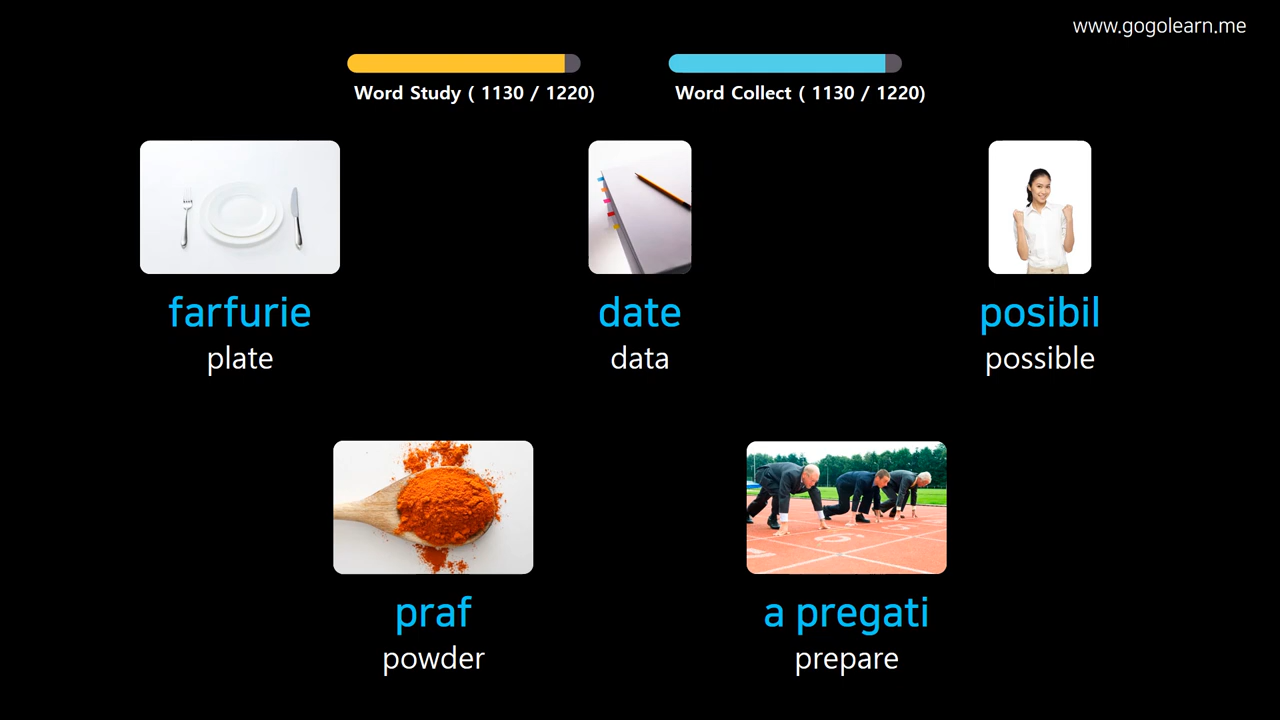 www.gogolearn.me
Word Study ( 1130 / 1220)
Word Collect ( 1130 / 1220)
farfurie
plate
date
data
posibil
possible
praf
powder
a pregati
prepare